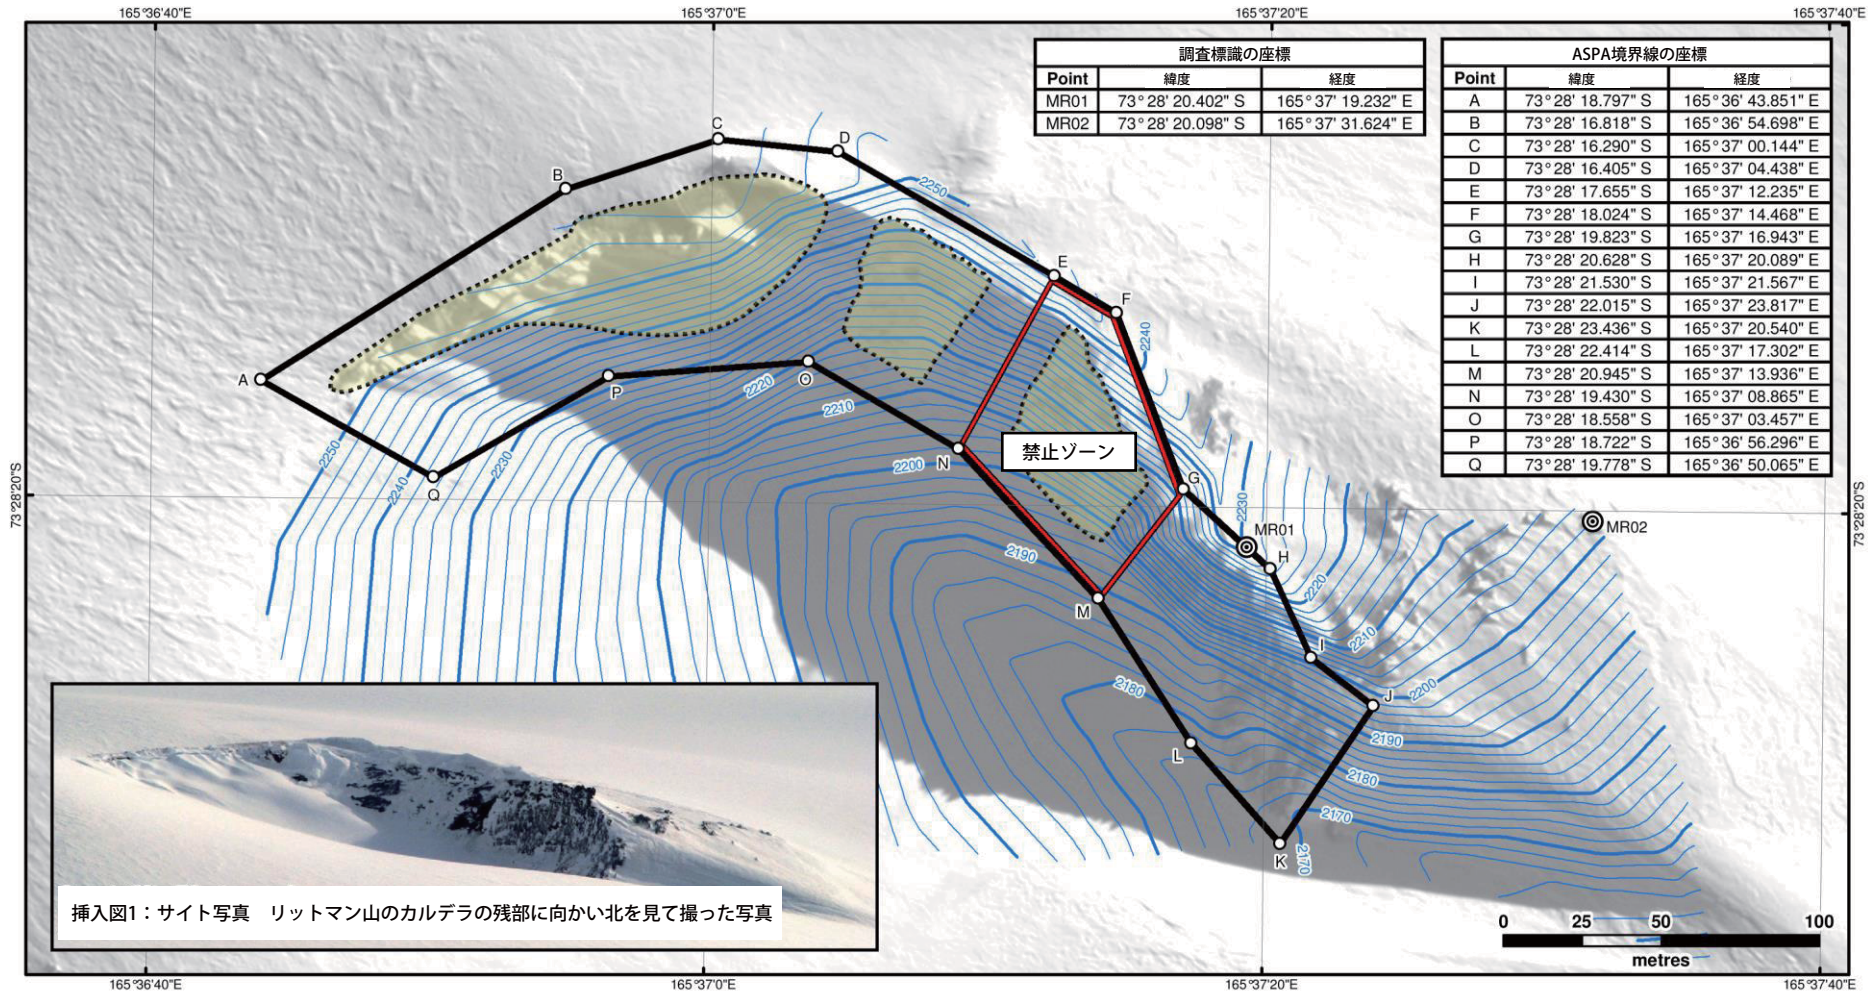 165°36'40"E 165°37'0"E 165°37'20"E 165°37'40"E
調査標識の座標
Point 緯度 経度
MR01 73°28' 20.402" S 165°37' 19.232" E
MR02 73°28' 20.098" S 165°37' 31.624" E
ASPA境界線の座標
Point 緯度 経度
A 73°28' 18.797" S 165°36' 43.851" E
B 73°28' 16.818" S 165°36' 54.698" E
C 73°28' 16.290" S 165°37' 00.144" E
D 73°28' 16.405" S 165°37' 04.438" E
E 73°28' 17.655" S 165°37' 12.235" E
F 73°28' 18.024" S 165°37' 14.468" E
G 73°28' 19.823" S 165°37' 16.943" E
H 73°28' 20.628" S 165°37' 20.089" E
I 73°28' 21.530" S 165°37' 21.567" E
J 73°28' 22.015" S 165°37' 23.817" E
K 73°28' 23.436" S 165°37' 20.540" E
L 73°28' 22.414" S 165°37' 17.302" E
M 73°28' 20.945" S 165°37' 13.936" E
N 73°28' 19.430" S 165°37' 08.865" E
O 73°28' 18.558" S 165°37' 03.457" E
P 73°28' 18.722" S 165°36' 56.296" E
Q 73°28' 19.778" S 165°36' 50.065" E
C
D
B
2250
E
F
2240
A
P
2220
O
2210
禁止ゾーン
2250
2230
N
2200
2240
Q
G
2230
73°28'20"S
MR01
MR02
73°28'20"S
2190
H
2220
M
2210
I
2180
2200
J
2190
L
2180
2170
K
2170
挿入図1：サイト写真　リットマン山のカルデラの残部に向かい北を見て撮った写真
0 25 50 100
metres
165°36'40"E 165°37'0"E 165°37'20"E 165°37'40"E